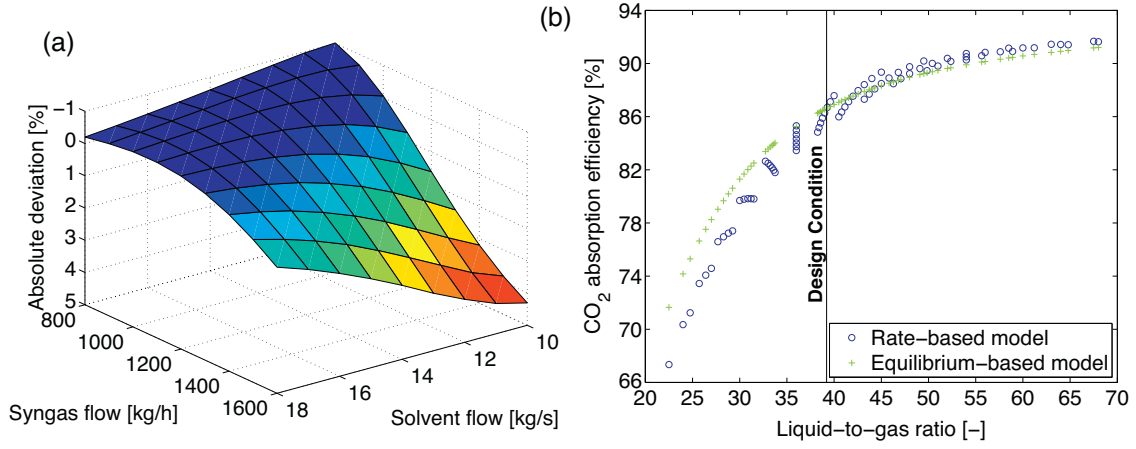 (a)
Absolute deviation [%]
−1
0
1
2
3
4
5
800
1000
1200
1400
1600
Syngas flow [kg/h]
18
16
14
12
10
Solvent flow [kg/s]
(b)
CO2 absorption efficiency [%]
94
90
86
82
78
74
70
66
20 25 30 35 40 45 50 55 60 65 70
Liquid−to−gas ratio [−]
Design Condition
Rate−based model
Equilibrium−based model